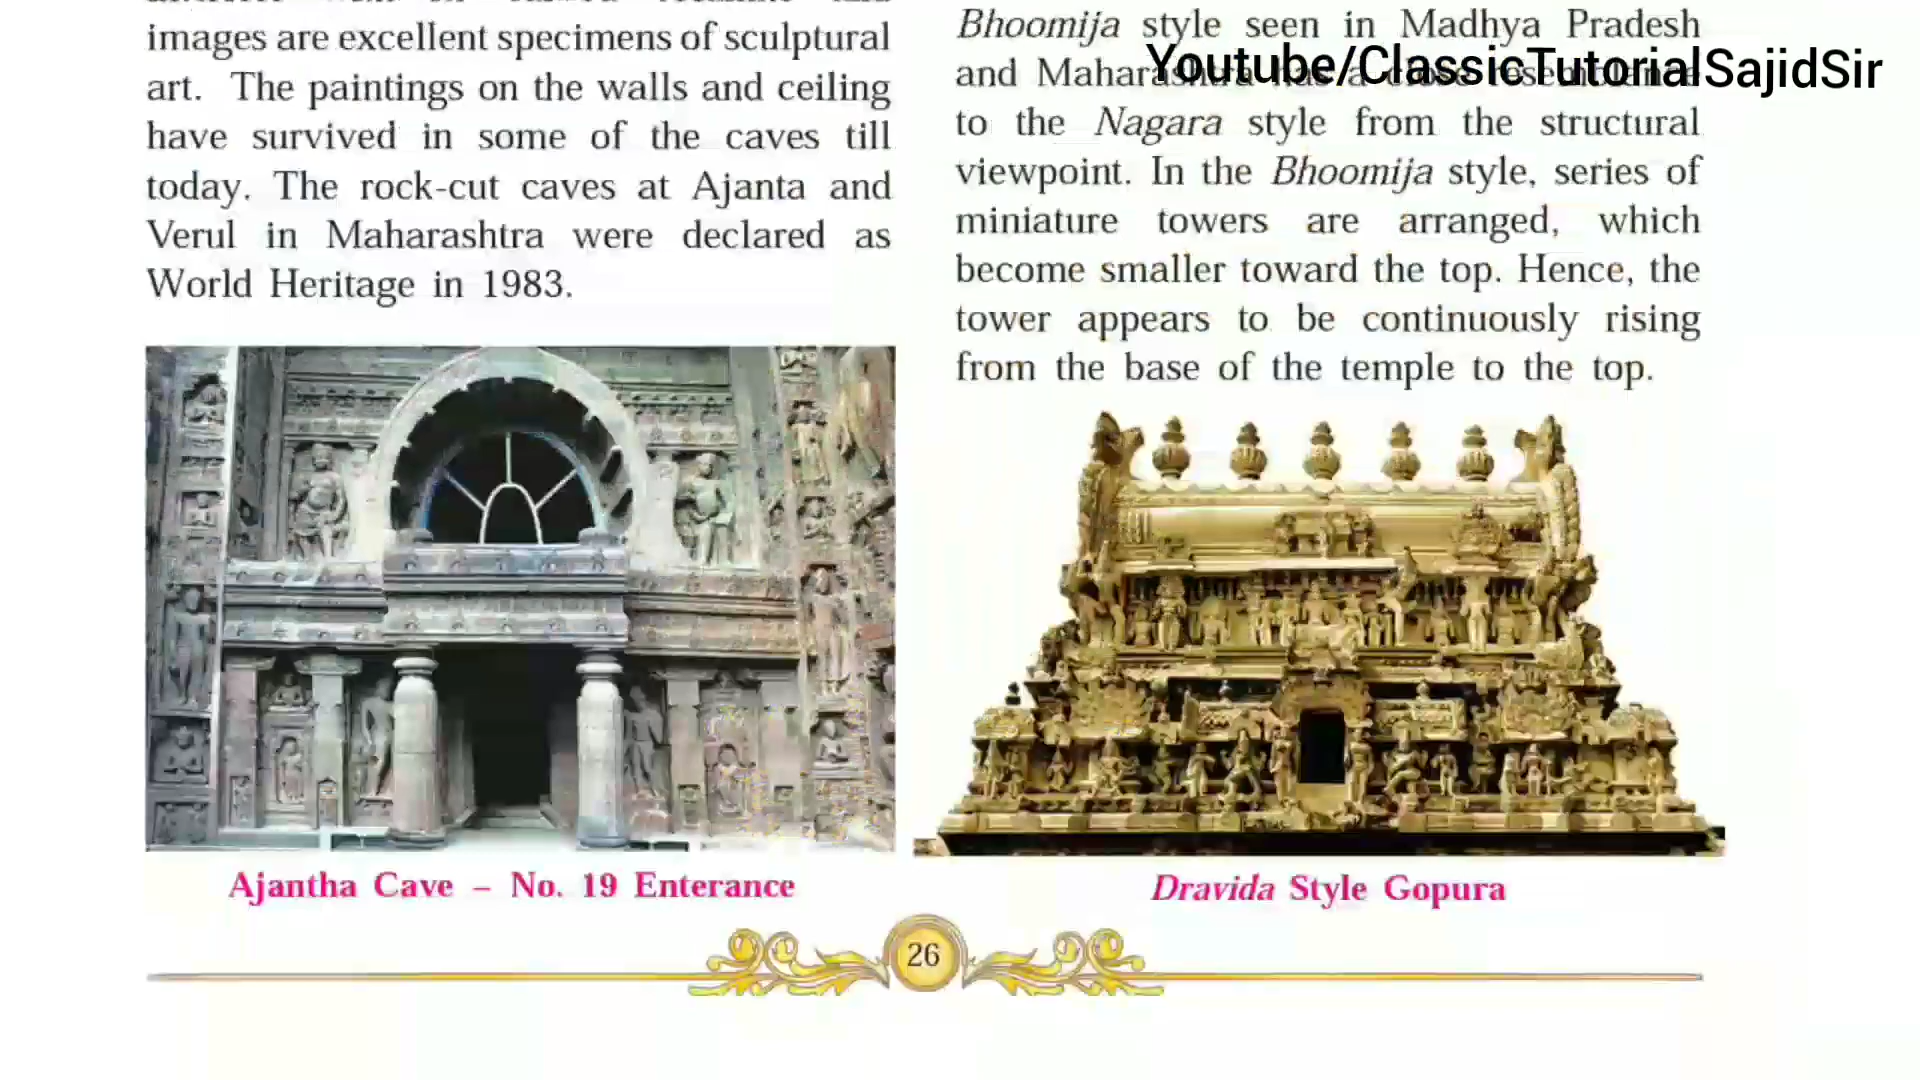 images are excellent specimens of sculptural
art. The paintings on the walls and ceiling
have survived in some of the caves till
today. The rock-cut caves at Ajanta and
Verul in Maharashtra were declared as
World Heritage in 1983.
Ajantha Cave – No. 19 Enterance
Bhoomija style seen in Madhya Pradesh
Youtube/ClassicTutorialSajidSir
and Maharashtra has a close resemblance
to the Nagara style from the structural
viewpoint. In the Bhoomija style, series of
miniature towers are arranged, which
become smaller toward the top. Hence, the
tower appears to be continuously rising
from the base of the temple to the top.
Dravida Style Gopura
26